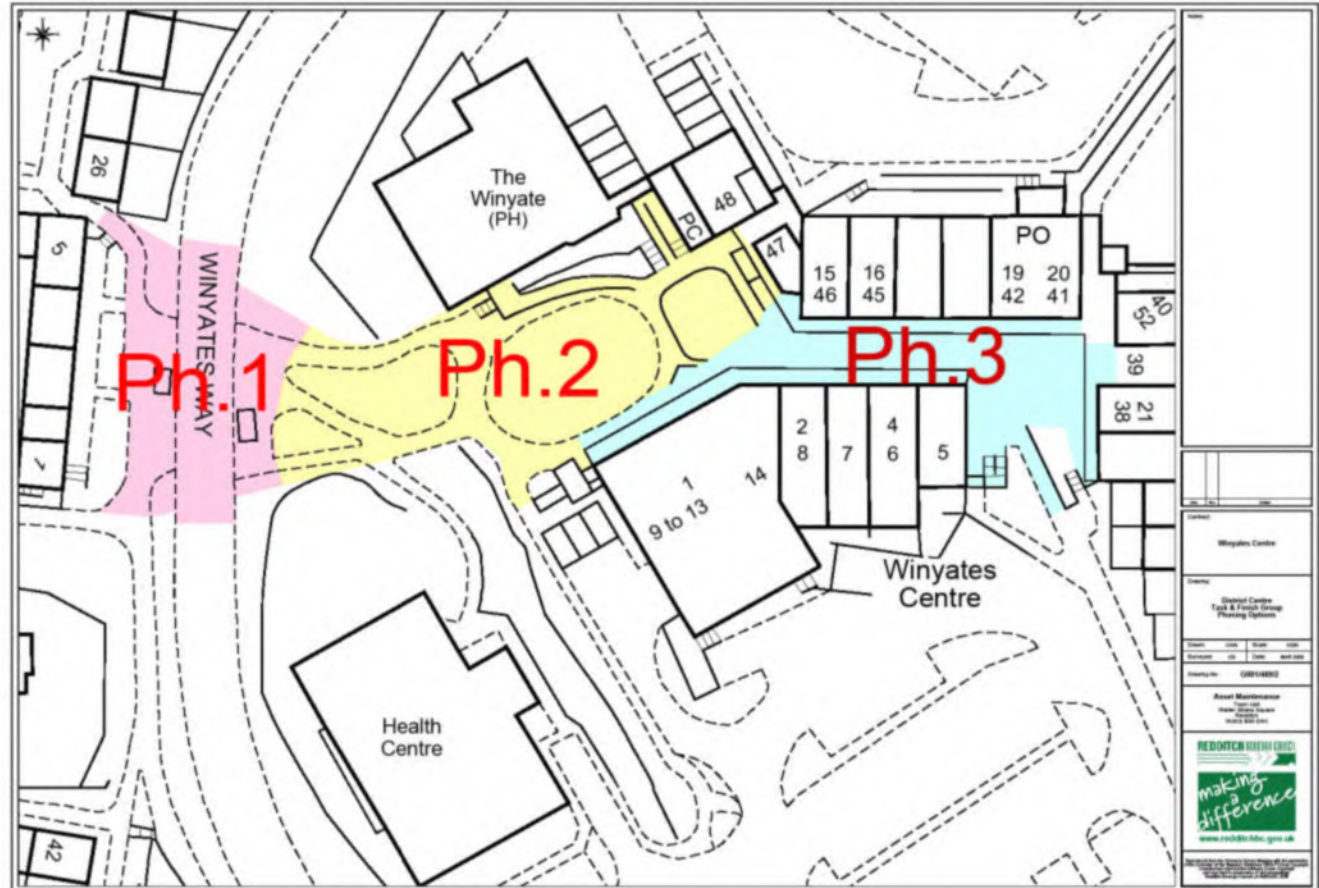 26
5
1
42
WINYATES WAY
Ph.1
Ph.2
Ph.3
The
Winyate
(PH)
PC
48
47
15
46
16
45
PO
19 20
42 41
40
52
39
21
38
2
8
7
4
6
5
1
14
9 to 13
Winyates
Centre
Health
Centre
Winyates Centre
District Centre
Task & Finish Group
Phasing Options
Asset Maintenance
REDDITCH
making
a
difference
www.redditchbc.gov.uk